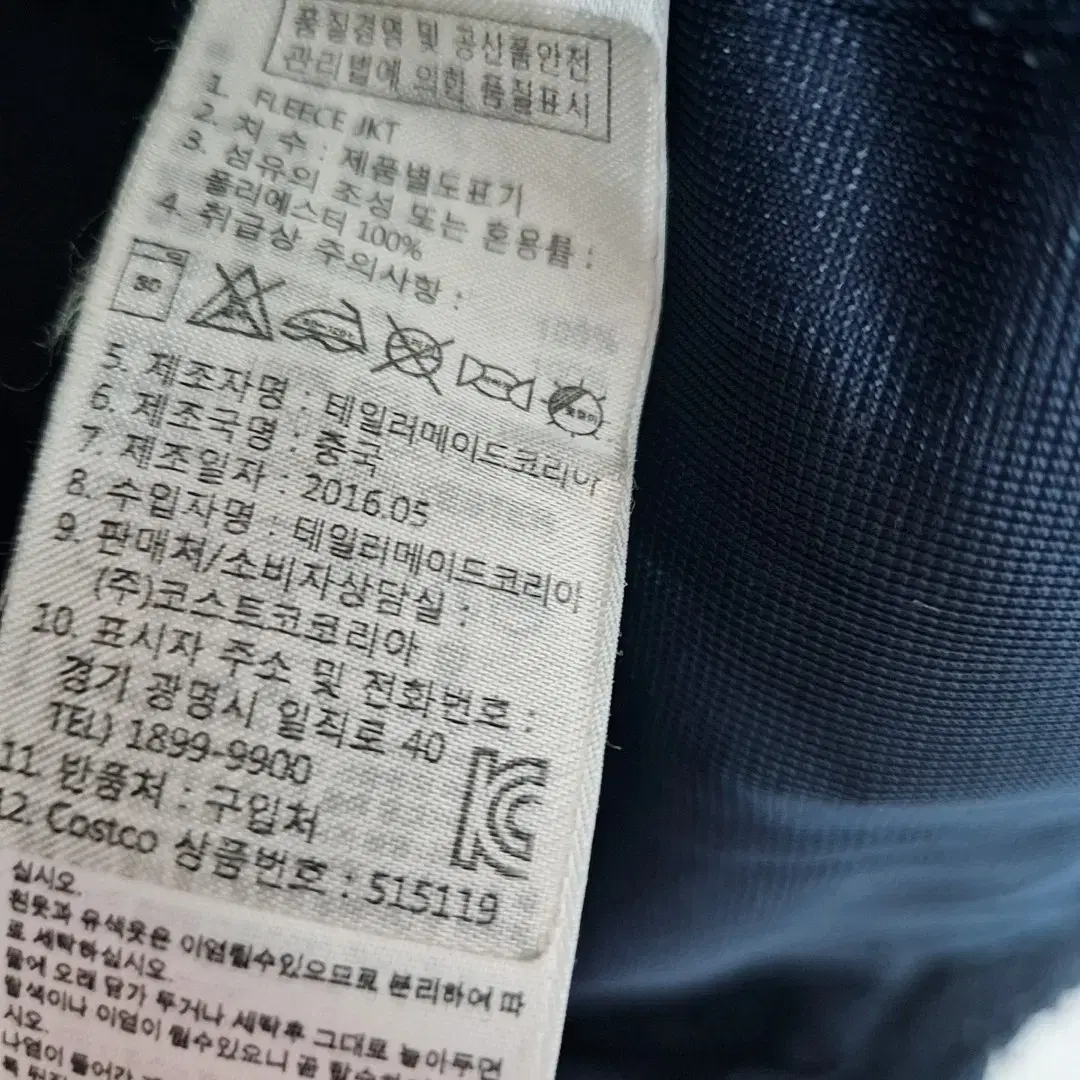 품질경영 및 공산품안전
관리법에 의한 품질표시
1. FLEECE JKT
2. 치 수 : 제품별도표기
3. 섬유의 조성 또는 혼용률 :
폴리에스터 100%
4. 취급상 주의사항 :
5. 제조자명 : 테일러메이드코리아
6. 제조국명 : 중국
7. 제조일자 : 2016.05
8. 수입자명 : 테일러메이드코리아
9. 판매처/소비자상담실 :
(주)코스트코코리아
10. 표시자 주소 및 전화번호 :
경기 광명시 일직로 40
TEL) 1899-9900
11. 반품처 : 구입처
12. Costco 상품번호 : 515119
십시오.
흰옷과 유색옷은 이염될수있으므로 분리하여 따
로 세탁하십시오.
물에 오래 담가 두거나 세탁후 그대로 놓아두면
탈색이나 이염이 될수있으니 곧
시오.